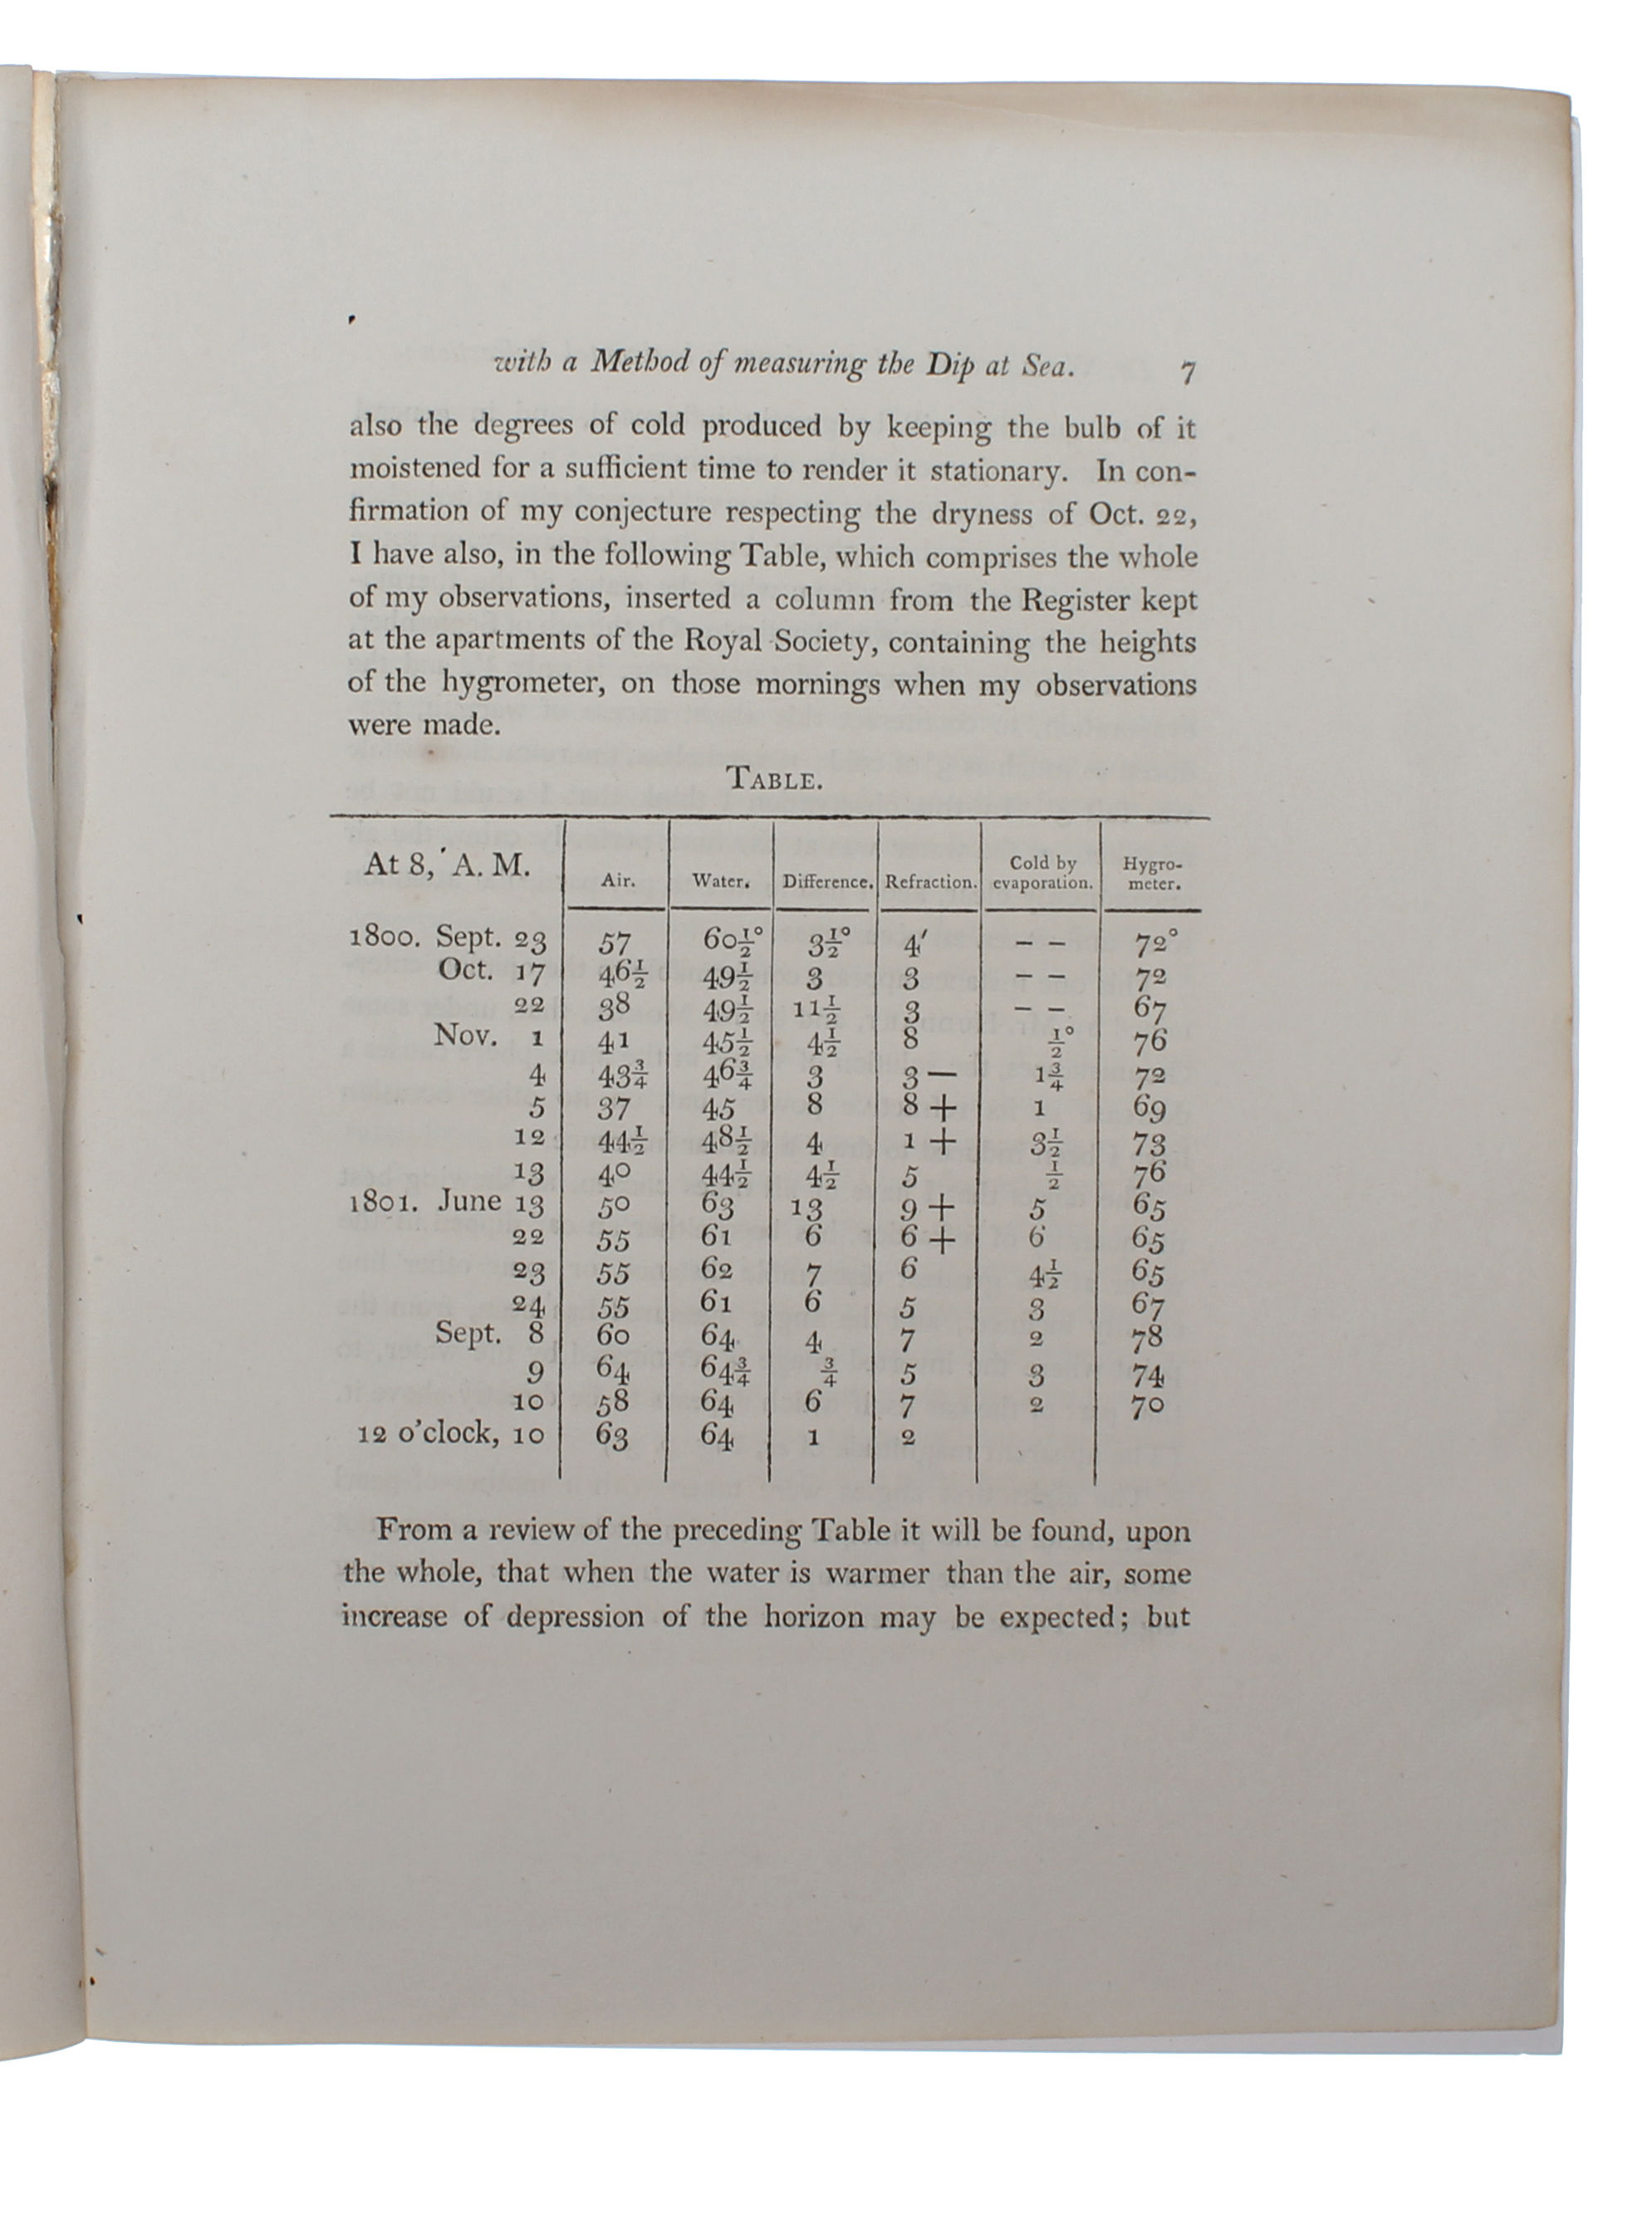 with a Method of measuring the Dip at Sea. 7
also the degrees of cold produced by keeping the bulb of it
moistened for a sufficient time to render it stationary. In con-
firmation of my conjecture respecting the dryness of Oct. 22,
I have also, in the following Table, which comprises the whole
of my observations, inserted a column from the Register kept
at the apartments of the Royal Society, containing the heights
of the hygrometer, on those mornings when my observations
were made.
TABLE.
At 8, A. M. Air. Water. Difference. Refraction. Cold by evaporation. Hygro-meter.
1800. Sept. 23 57 60½° 3½° 4′ – – 72°
Oct. 17 46½ 49½ 3 3 – – 72
22 38 49½ 11½ 3 – – 67
Nov. 1 41 45½ 4½ 8 ½° 76
4 43¾ 46¾ 3 3 — 1¾ 72
5 37 45 8 8 + 1 69
12 44½ 48½ 4 1 + 3½ 73
13 40 44½ 4½ 5 ½ 76
1801. June 13 50 63 13 9 + 5 65
22 55 61 6 6 + 6 65
23 55 62 7 6 4½ 65
24 55 61 6 5 3 67
Sept. 8 60 64 4 7 2 78
9 64 64¾ ¾ 5 3 74
10 58 64 6 7 2 70
12 o'clock, 10 63 64 1 2
From a review of the preceding Table it will be found, upon
the whole, that when the water is warmer than the air, some
increase of depression of the horizon may be expected; but